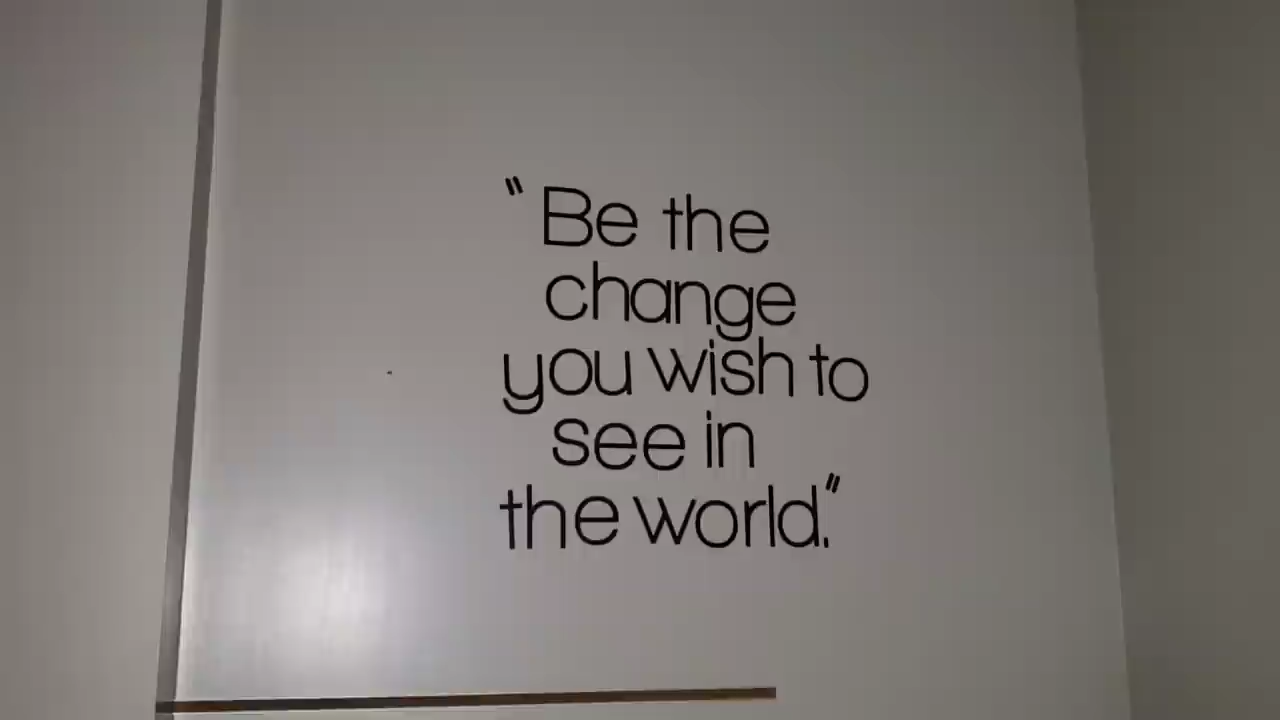 “Be the
change
you wish to
see in
the world.”